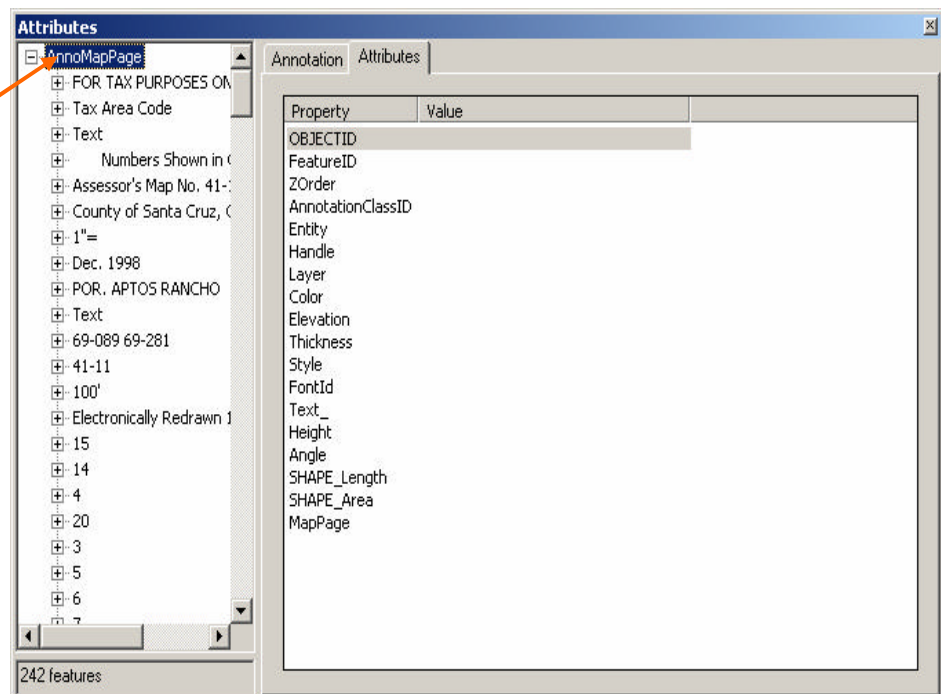 Attributes
AnnoMapPage
FOR TAX PURPOSES ON
Tax Area Code
Text
Numbers Shown in
Assessor's Map No. 41-
County of Santa Cruz,
1"=
Dec. 1998
POR. APTOS RANCHO
Text
69-089 69-281
41-11
100'
Electronically Redrawn 1
15
14
4
20
3
5
6
7
242 features
Annotation Attributes
Property Value
OBJECTID
FeatureID
ZOrder
AnnotationClassID
Entity
Handle
Layer
Color
Elevation
Thickness
Style
FontId
Text_
Height
Angle
SHAPE_Length
SHAPE_Area
MapPage